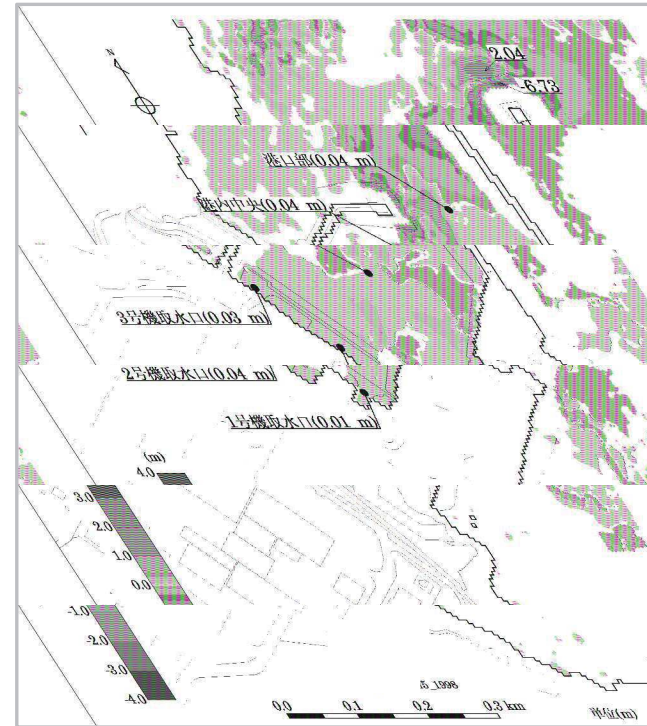 N
2.04
-6.73
港口部(0.04 m)
港内中央(0.04 m)
3号機取水口(0.03 m)
2号機取水口(0.04 m)
1号機取水口(0.01 m)
(m)
4.0
3.0
2.0
1.0
0.0
-1.0
-2.0
-3.0
-4.0
0.0 0.1 0.2 0.3 km
単位(m)